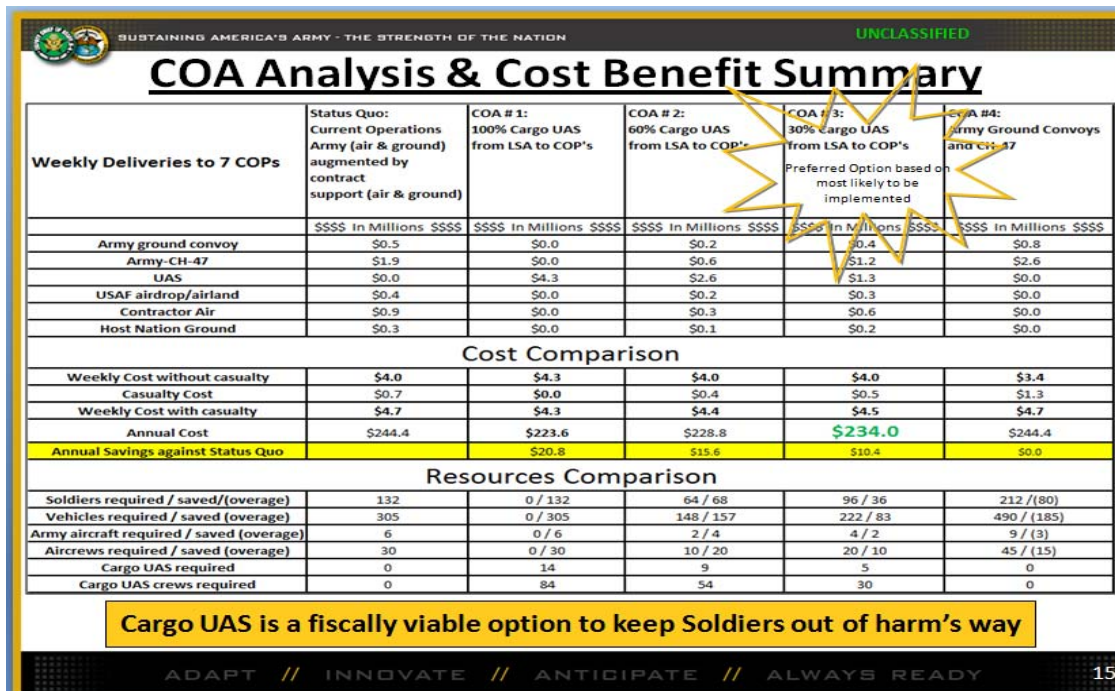 SUSTAINING AMERICA'S ARMY - THE STRENGTH OF THE NATION
UNCLASSIFIED
COA Analysis & Cost Benefit Summary
Weekly Deliveries to 7 COPs
Status Quo:
Current Operations
Army (air & ground)
augmented by
contract
support (air & ground)
COA # 1:
100% Cargo UAS
from LSA to COP's
COA # 2:
60% Cargo UAS
from LSA to COP's
COA # 3:
30% Cargo UAS
from LSA to COP's
Preferred Option based on
most likely to be
implemented
COA #4:
Army Ground Convoys
and CH-47
$$$$ In Millions $$$$ $$$$ In Millions $$$$ $$$$ In Millions $$$$ $$$$ In Millions $$$$ $$$$ In Millions $$$$
Army ground convoy $0.5 $0.0 $0.2 $0.4 $0.8
Army-CH-47 $1.9 $0.0 $0.6 $1.2 $2.6
UAS $0.0 $4.3 $2.6 $1.3 $0.0
USAF airdrop/airland $0.4 $0.0 $0.2 $0.3 $0.0
Contractor Air $0.9 $0.0 $0.3 $0.6 $0.0
Host Nation Ground $0.3 $0.0 $0.1 $0.2 $0.0
Cost Comparison
Weekly Cost without casualty $4.0 $4.3 $4.0 $4.0 $3.4
Casualty Cost $0.7 $0.0 $0.4 $0.5 $1.3
Weekly Cost with casualty $4.7 $4.3 $4.4 $4.5 $4.7
Annual Cost $244.4 $223.6 $228.8 $234.0 $244.4
Annual Savings against Status Quo $20.8 $15.6 $10.4 $0.0
Resources Comparison
Soldiers required / saved/(overage) 132 0 / 132 64 / 68 96 / 36 212 /(80)
Vehicles required / saved (overage) 305 0 / 305 148 / 157 222 / 83 490 / (185)
Army aircraft required / saved (overage) 6 0 / 6 2 / 4 4 / 2 9 / (3)
Aircrews required / saved (overage) 30 0 / 30 10 / 20 20 / 10 45 / (15)
Cargo UAS required 0 14 9 5 0
Cargo UAS crews required 0 84 54 30 0
Cargo UAS is a fiscally viable option to keep Soldiers out of harm's way
ADAPT // INNOVATE // ANTICIPATE // ALWAYS READY
15